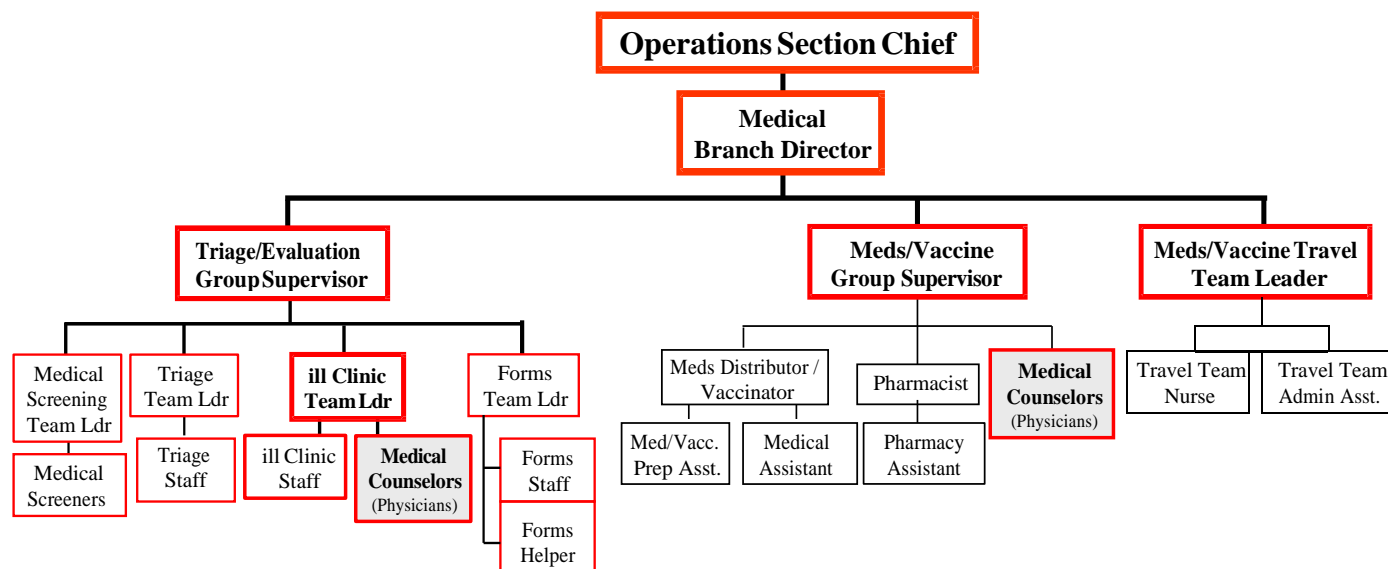 Operations Section Chief
Medical
Branch Director
Triage/Evaluation
Group Supervisor
Meds/Vaccine
Group Supervisor
Meds/Vaccine Travel
Team Leader
Medical
Screening
Team Ldr
Triage
Team Ldr
ill Clinic
Team Ldr
Forms
Team Ldr
Meds Distributor /
Vaccinator
Pharmacist
Medical
Counselors
(Physicians)
Travel Team
Nurse
Travel Team
Admin Asst.
Medical
Screeners
Triage
Staff
ill Clinic
Staff
Medical
Counselors
(Physicians)
Forms
Staff
Forms
Helper
Med/Vacc.
Prep Asst.
Medical
Assistant
Pharmacy
Assistant